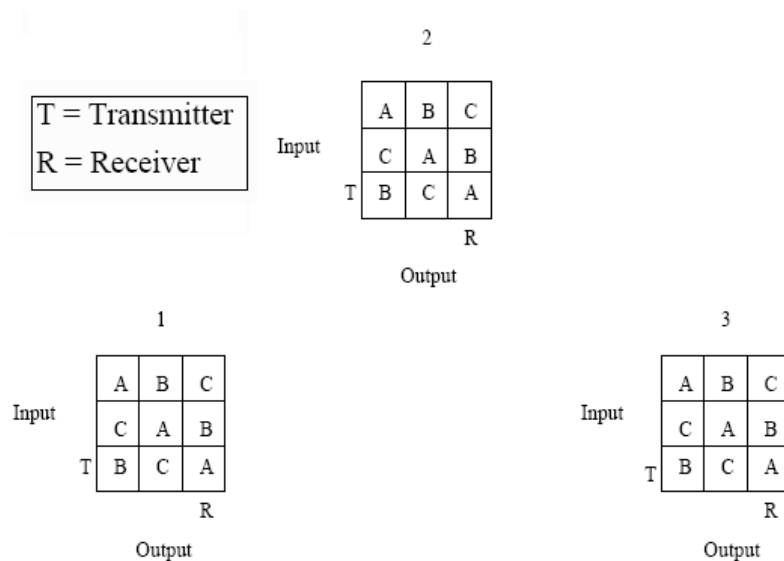 2
T = Transmitter
R = Receiver
Input
A B C
C A B
T B C A
R
Output
1
Input
A B C
C A B
T B C A
R
Output
3
Input
A B C
C A B
T B C A
R
Output